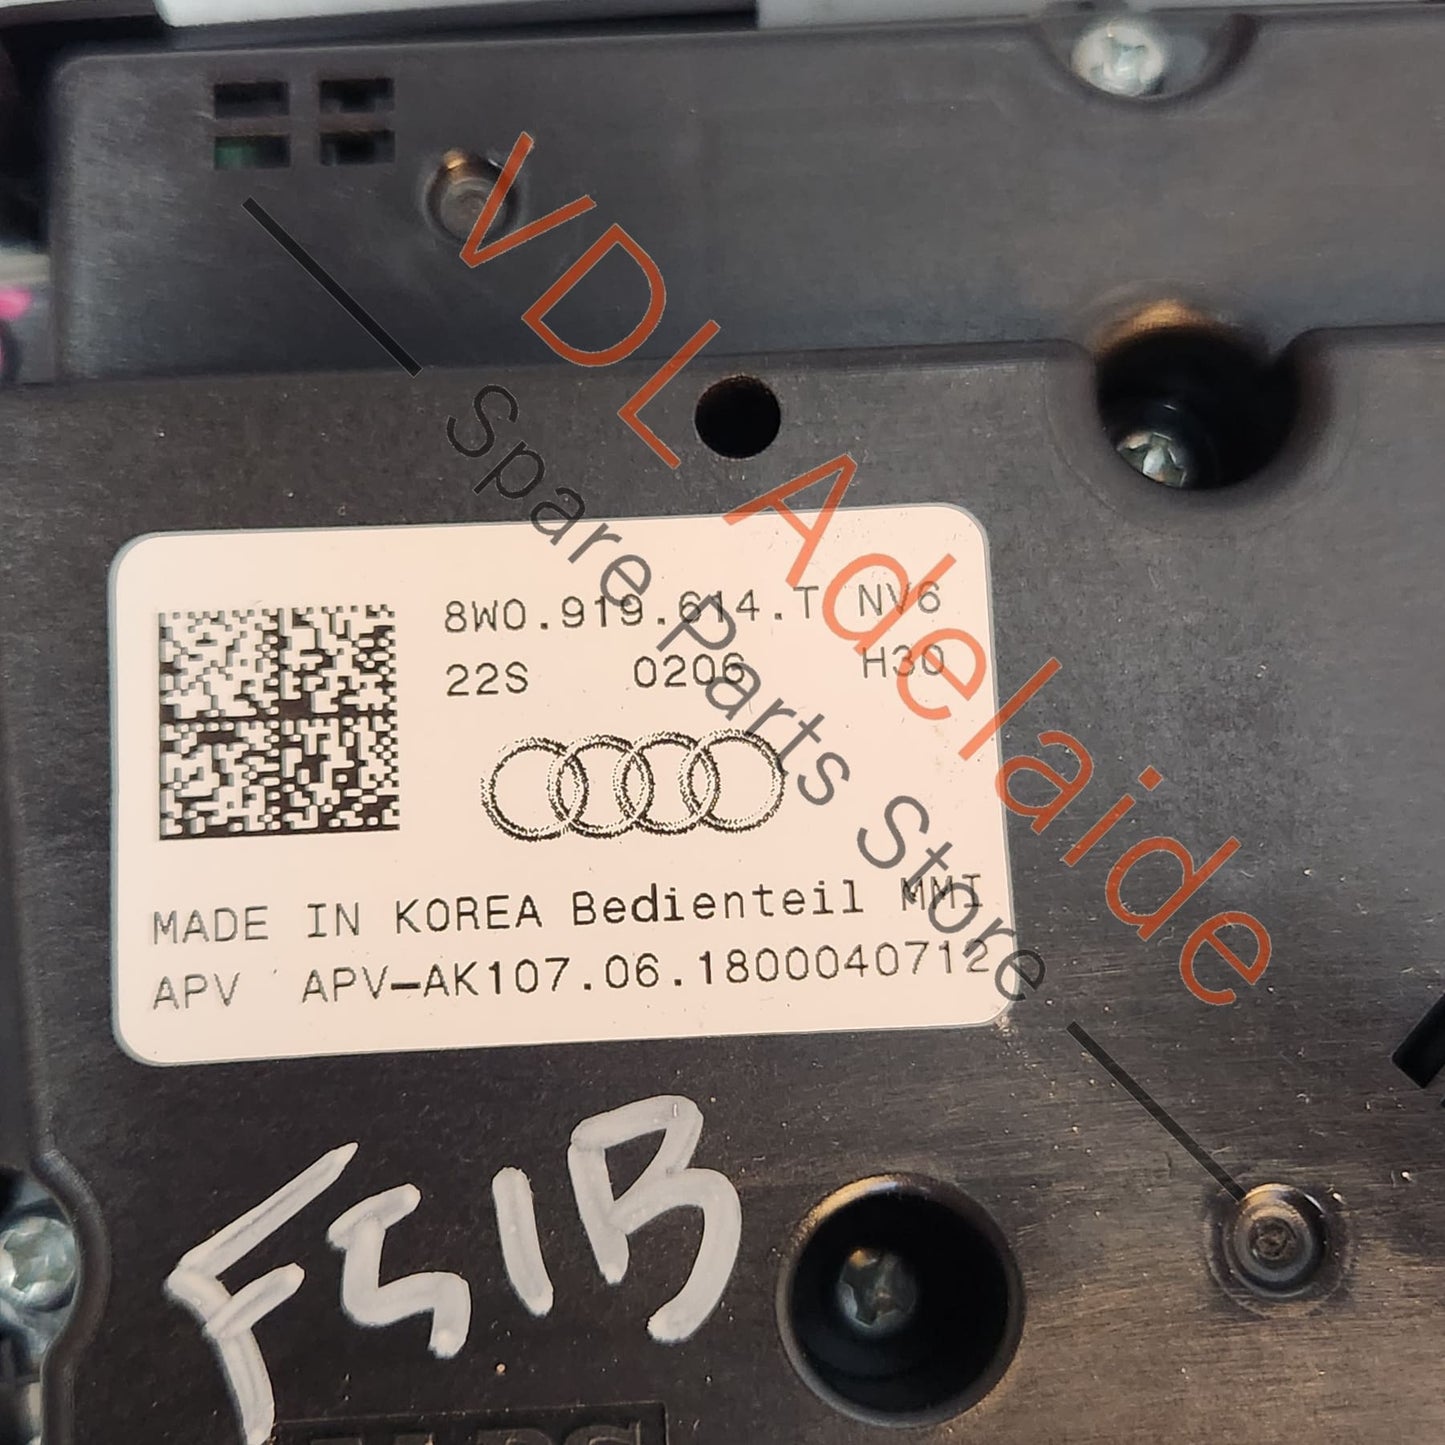 8W0.919.614.T NV6
22S 0206 H30
MADE IN KOREA Bedienteil MMI
APV APV-AK107.06.1800040712
F51B
VDL Adelaide
Spare Parts Store